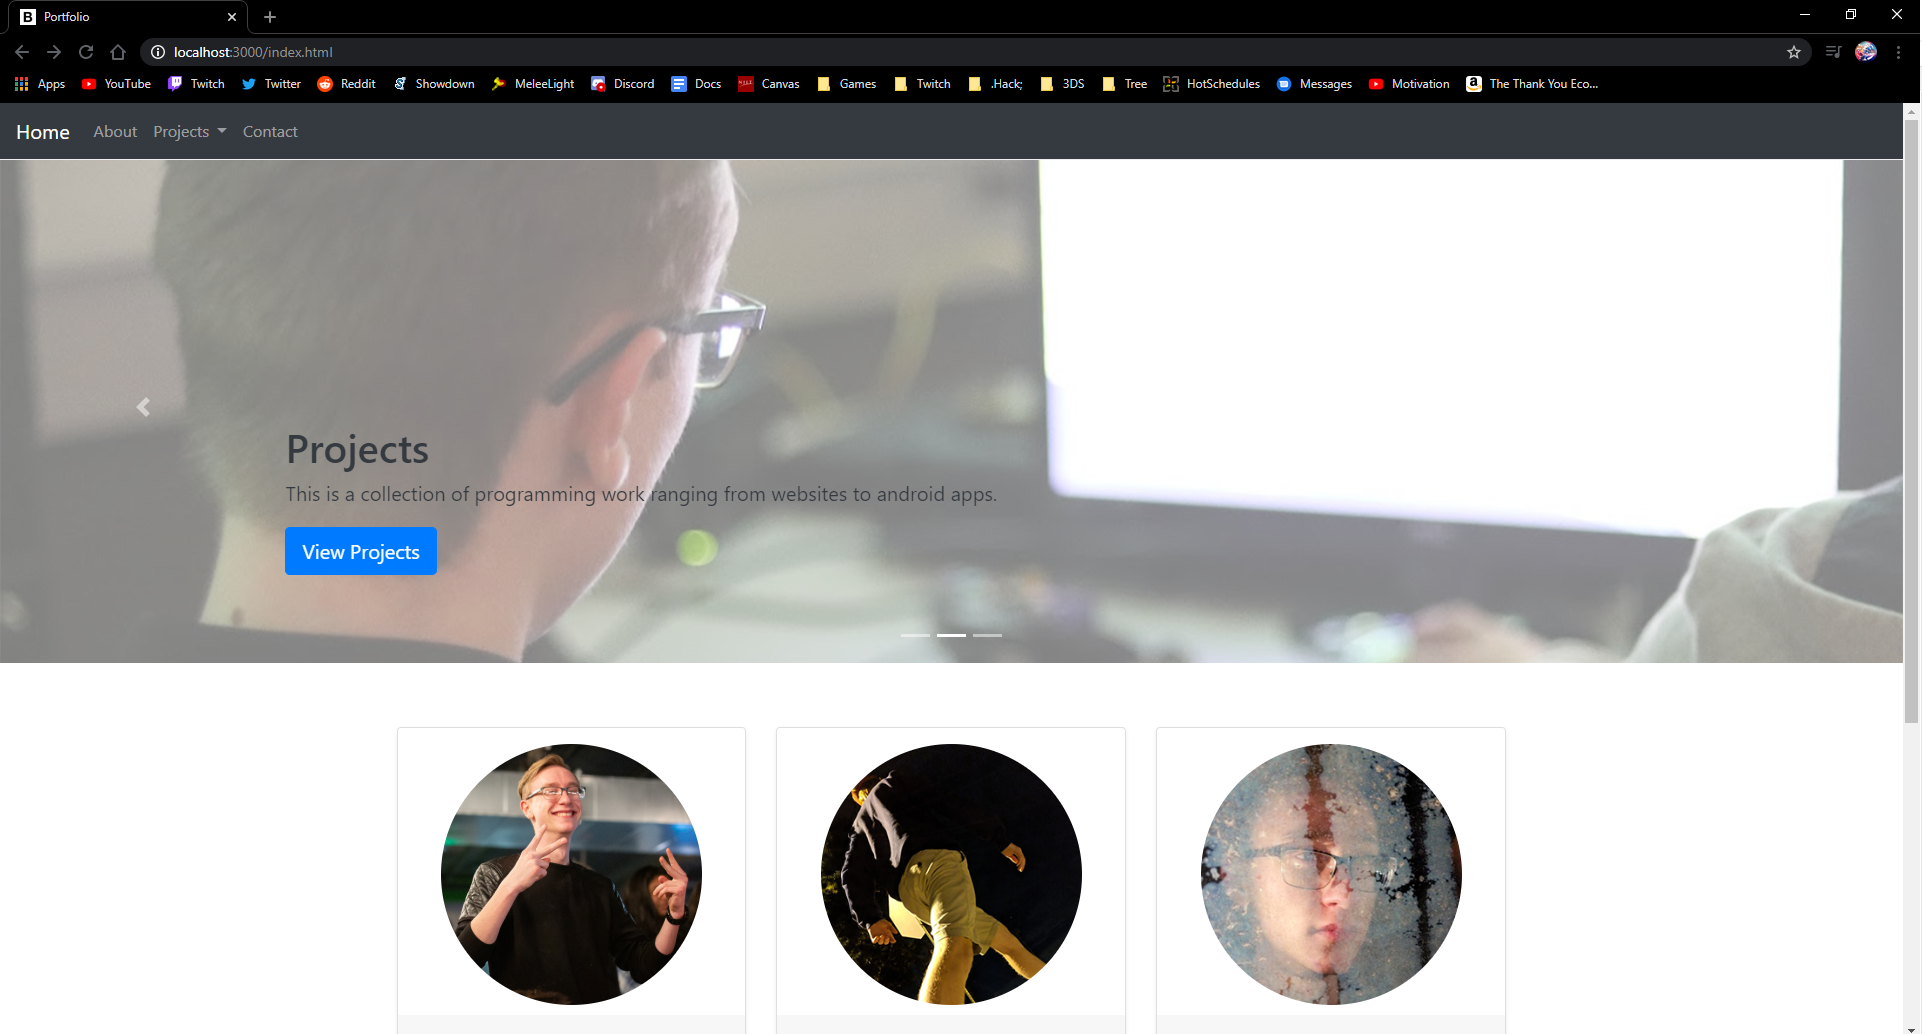 Portfolio
localhost:3000/index.html
Apps YouTube Twitch Twitter Reddit Showdown MeleeLight Discord Docs Canvas Games Twitch .Hack; 3DS Tree HotSchedules Messages Motivation The Thank You Eco...
Home About Projects Contact
Projects
This is a collection of programming work ranging from websites to android apps.
View Projects